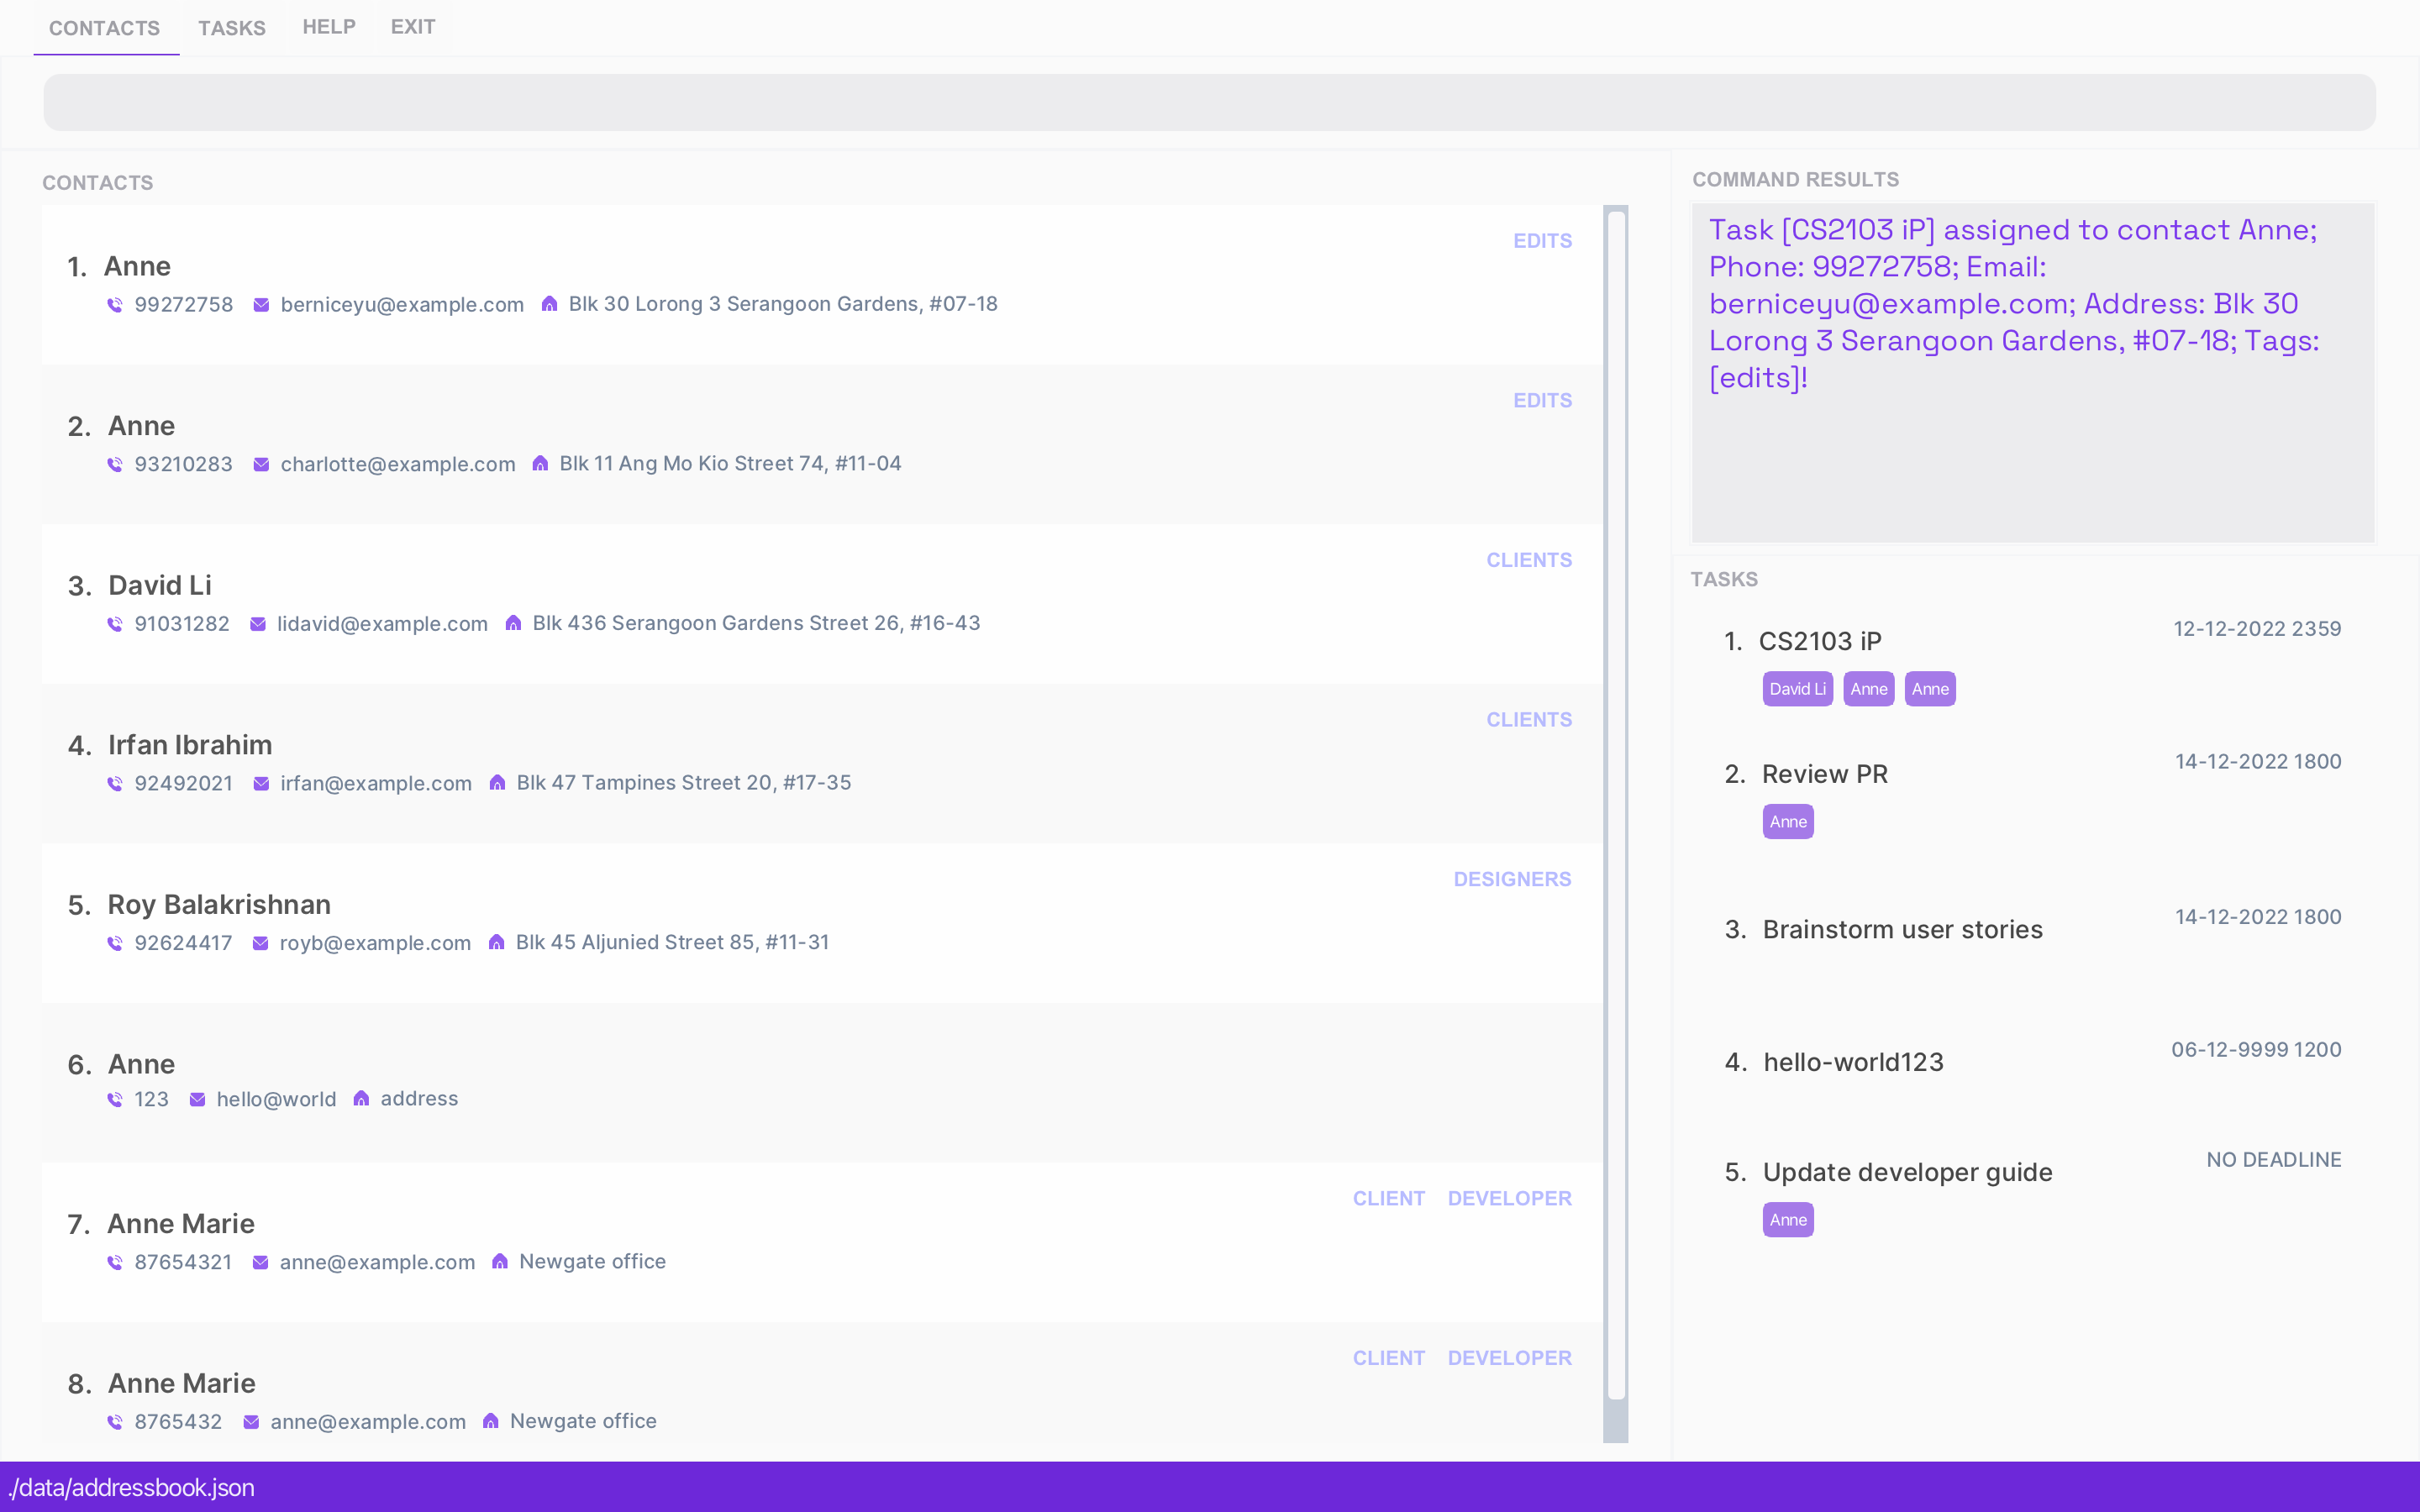 CONTACTS TASKS HELP EXIT
CONTACTS
EDITS
1. Anne
99272758 berniceyu@example.com Blk 30 Lorong 3 Serangoon Gardens, #07-18
EDITS
2. Anne
93210283 charlotte@example.com Blk 11 Ang Mo Kio Street 74, #11-04
CLIENTS
3. David Li
91031282 lidavid@example.com Blk 436 Serangoon Gardens Street 26, #16-43
CLIENTS
4. Irfan Ibrahim
92492021 irfan@example.com Blk 47 Tampines Street 20, #17-35
DESIGNERS
5. Roy Balakrishnan
92624417 royb@example.com Blk 45 Aljunied Street 85, #11-31
6. Anne
123 hello@world address
CLIENT DEVELOPER
7. Anne Marie
87654321 anne@example.com Newgate office
CLIENT DEVELOPER
8. Anne Marie
8765432 anne@example.com Newgate office
COMMAND RESULTS
Task [CS2103 iP] assigned to contact Anne;
Phone: 99272758; Email:
berniceyu@example.com; Address: Blk 30
Lorong 3 Serangoon Gardens, #07-18; Tags:
[edits]!
TASKS
1. CS2103 iP 12-12-2022 2359
David Li Anne Anne
2. Review PR 14-12-2022 1800
Anne
3. Brainstorm user stories 14-12-2022 1800
4. hello-world123 06-12-9999 1200
5. Update developer guide NO DEADLINE
Anne
./data/addressbook.json